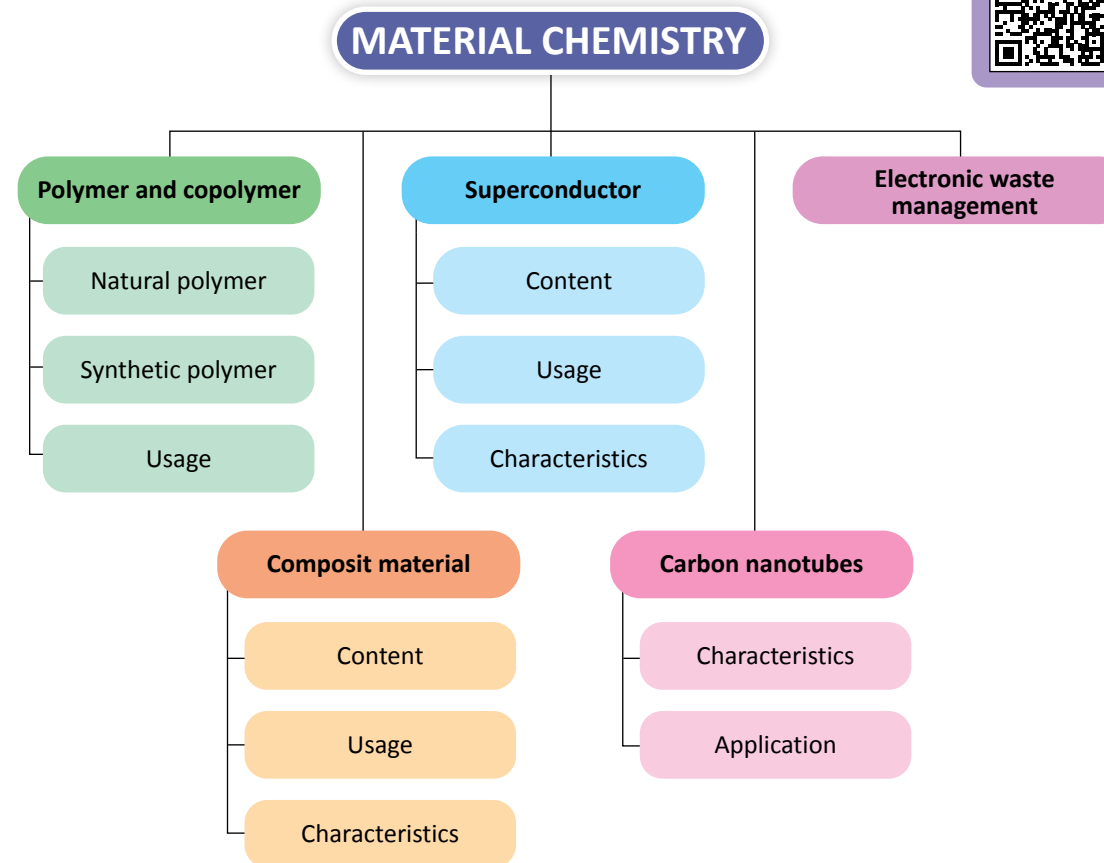 MATERIAL CHEMISTRY
Polymer and copolymer
Natural polymer
Synthetic polymer
Usage
Superconductor
Content
Usage
Characteristics
Electronic waste
management
Composit material
Content
Usage
Characteristics
Carbon nanotubes
Characteristics
Application